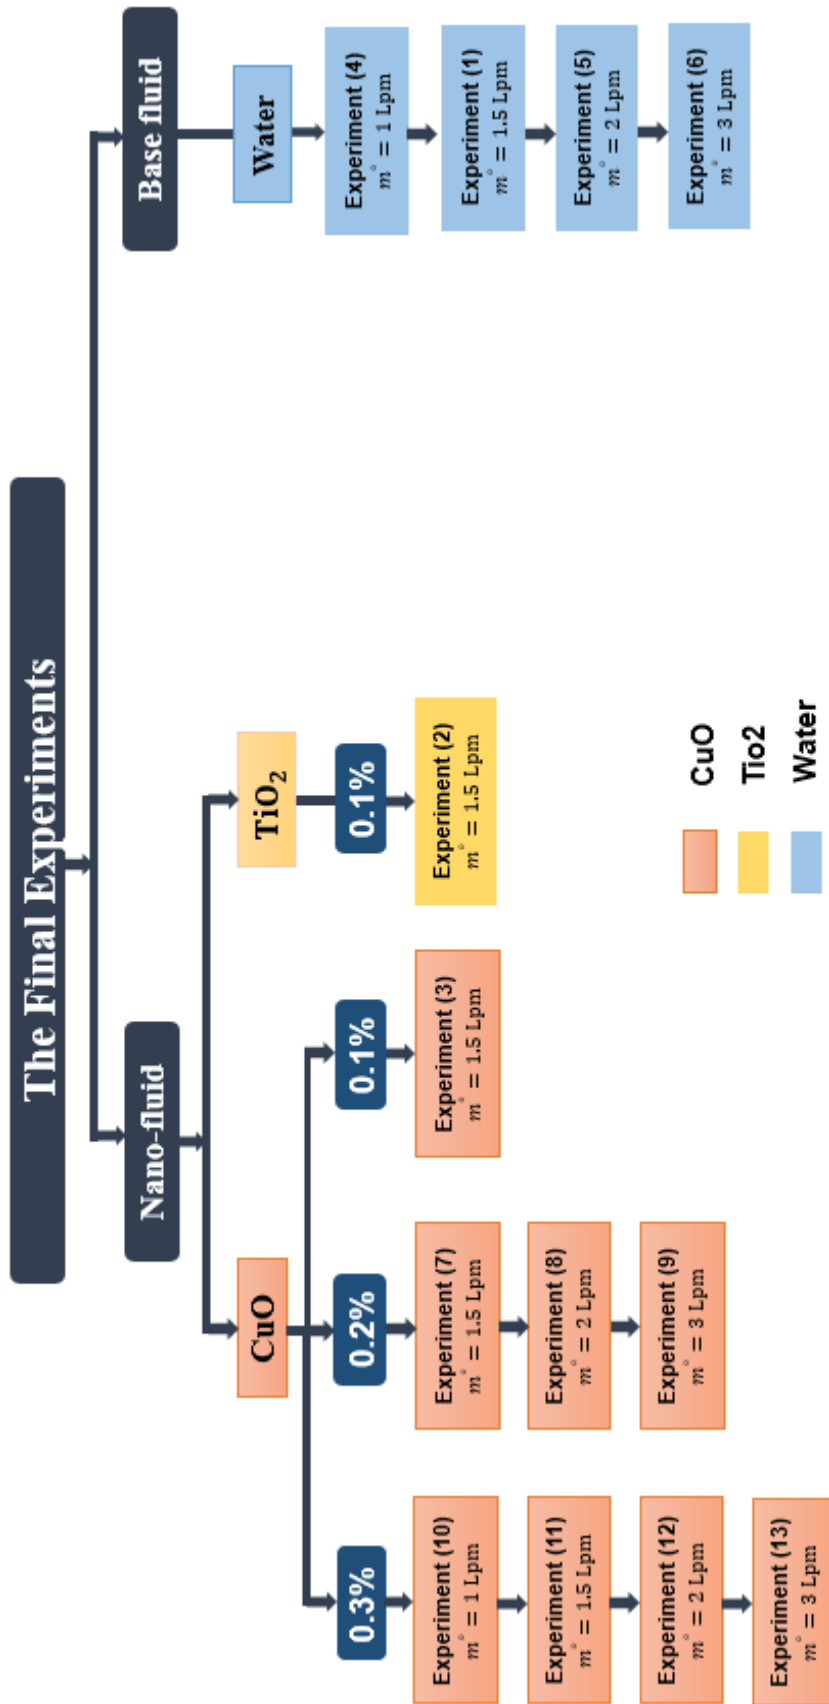 The Final Experiments
Nano-fluid
Base fluid
CuO
TiO₂
Water
0.3%
0.2%
0.1%
0.1%
Experiment (10)
m° = 1 Lpm
Experiment (11)
m° = 1.5 Lpm
Experiment (12)
m° = 2 Lpm
Experiment (13)
m° = 3 Lpm
Experiment (7)
m° = 1.5 Lpm
Experiment (8)
m° = 2 Lpm
Experiment (9)
m° = 3 Lpm
Experiment (3)
m° = 1.5 Lpm
Experiment (2)
m° = 1.5 Lpm
Experiment (4)
m° = 1 Lpm
Experiment (1)
m° = 1.5 Lpm
Experiment (5)
m° = 2 Lpm
Experiment (6)
m° = 3 Lpm
CuO
Tio2
Water